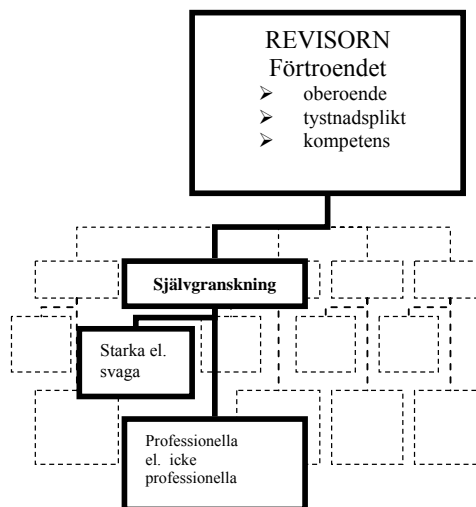 REVISORN
Förtroendet
➢ oberoende
➢ tystnadsplikt
➢ kompetens
Självgranskning
Starka el.
svaga
Professionella
el. icke
professionella